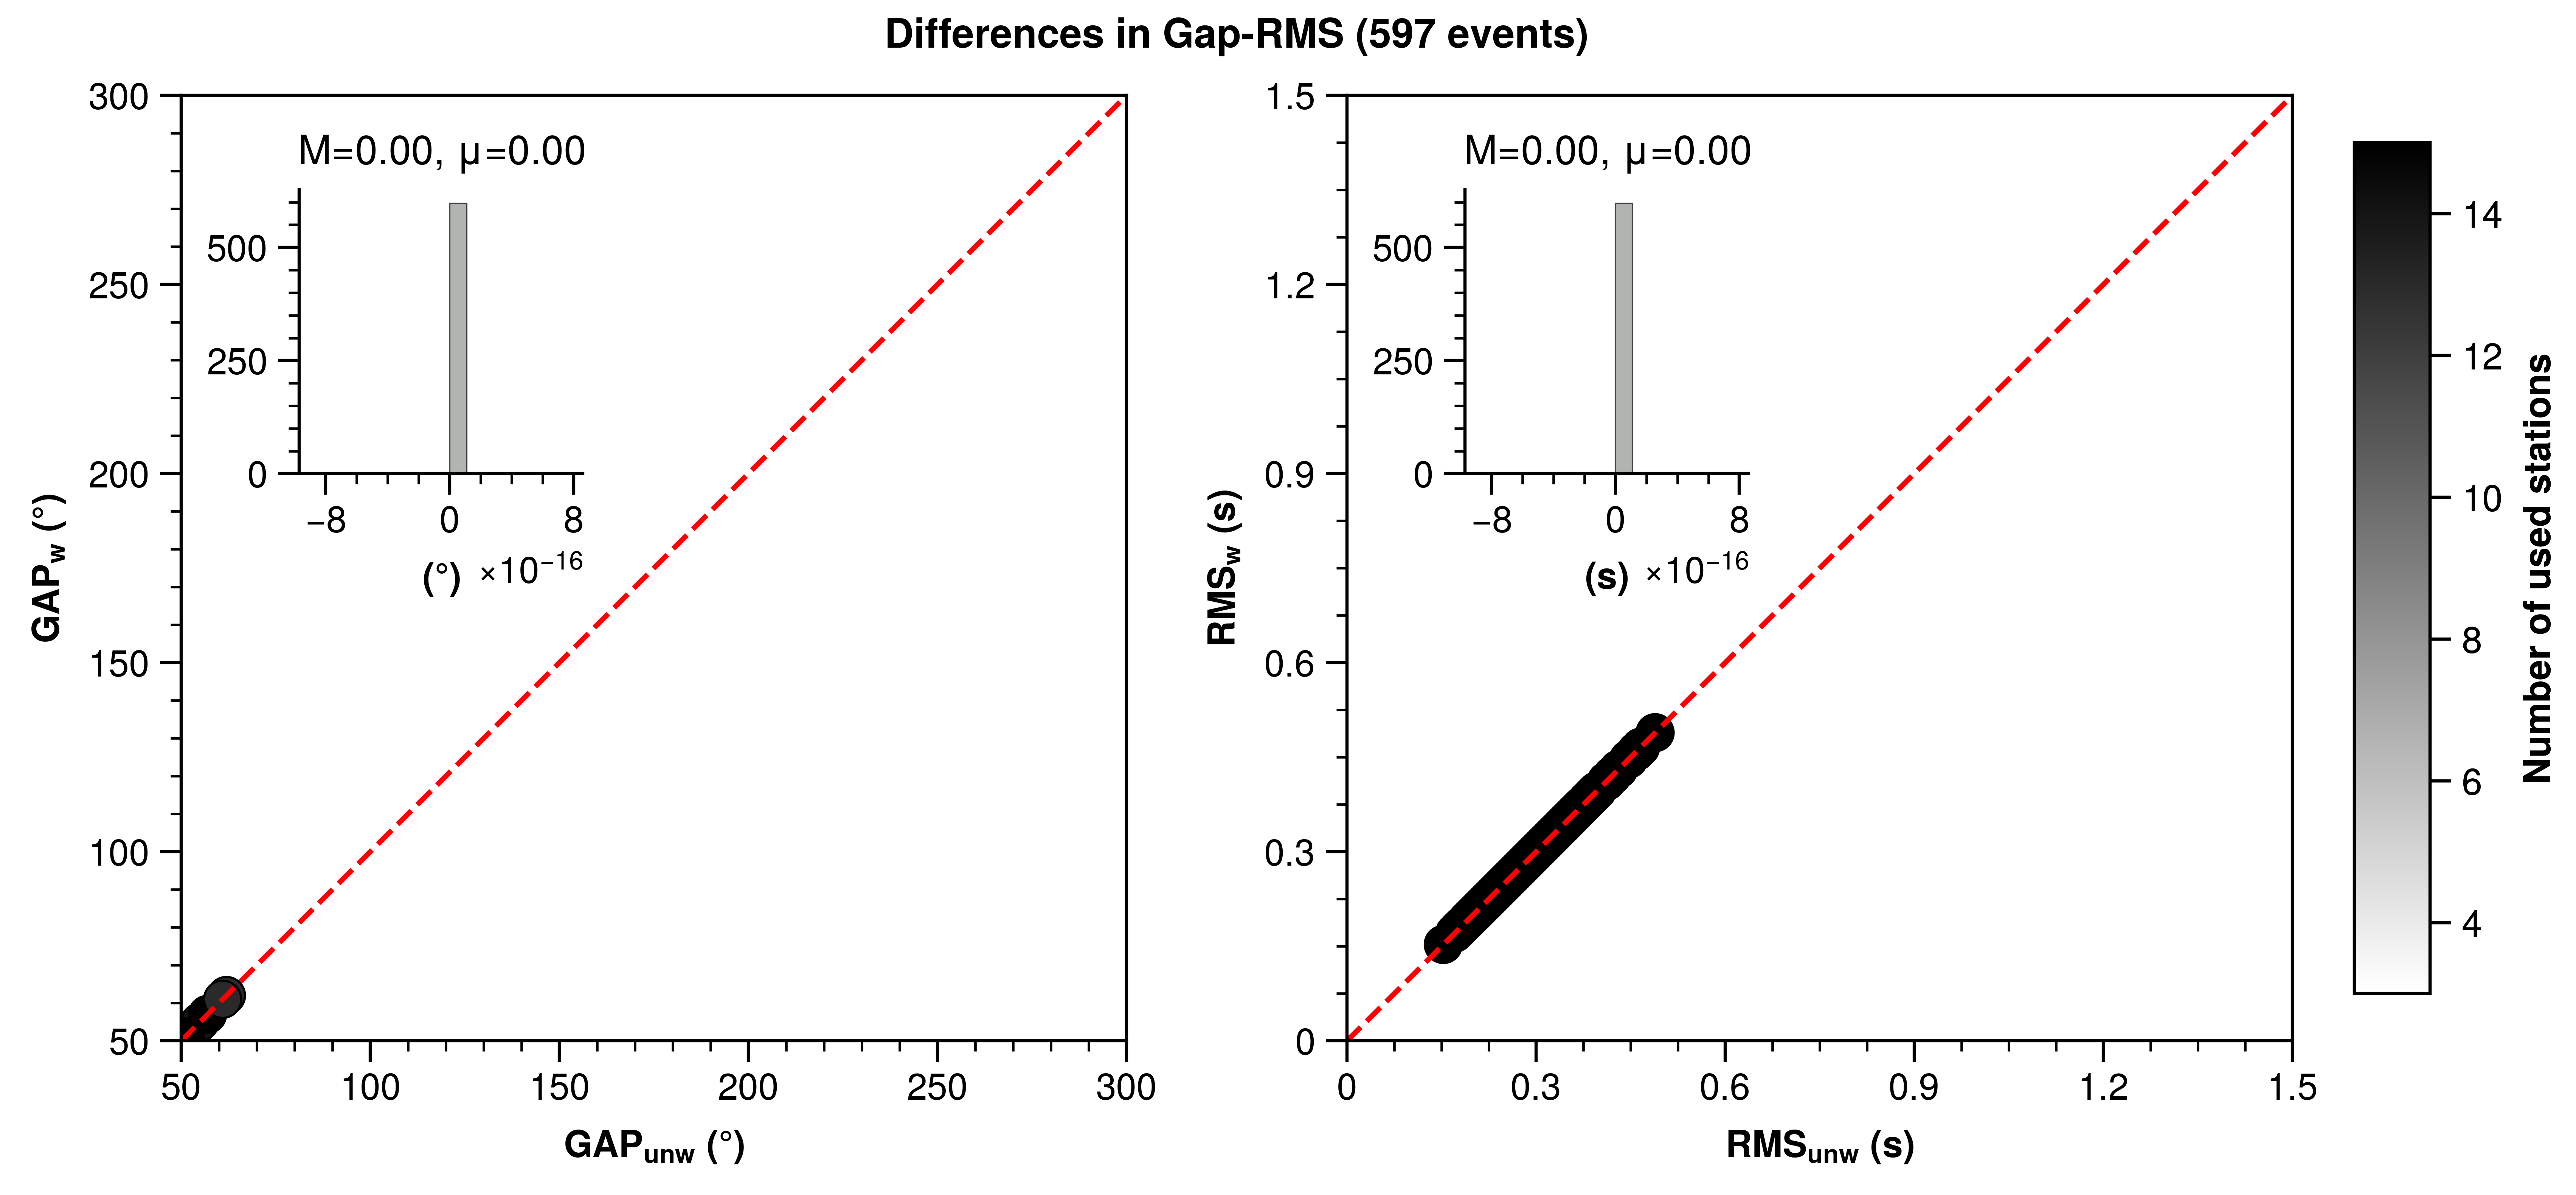 Differences in Gap-RMS (597 events)
300
250
200
150
100
50
GAPw (°)
50 100 150 200 250 300
GAPunw (°)
M=0.00, µ=0.00
500
250
0
−8 0 8
(°) ×10−16
1.5
1.2
0.9
0.6
0.3
0
RMSw (s)
0 0.3 0.6 0.9 1.2 1.5
RMSunw (s)
M=0.00, µ=0.00
500
250
0
−8 0 8
(s) ×10−16
14
12
10
8
6
4
Number of used stations